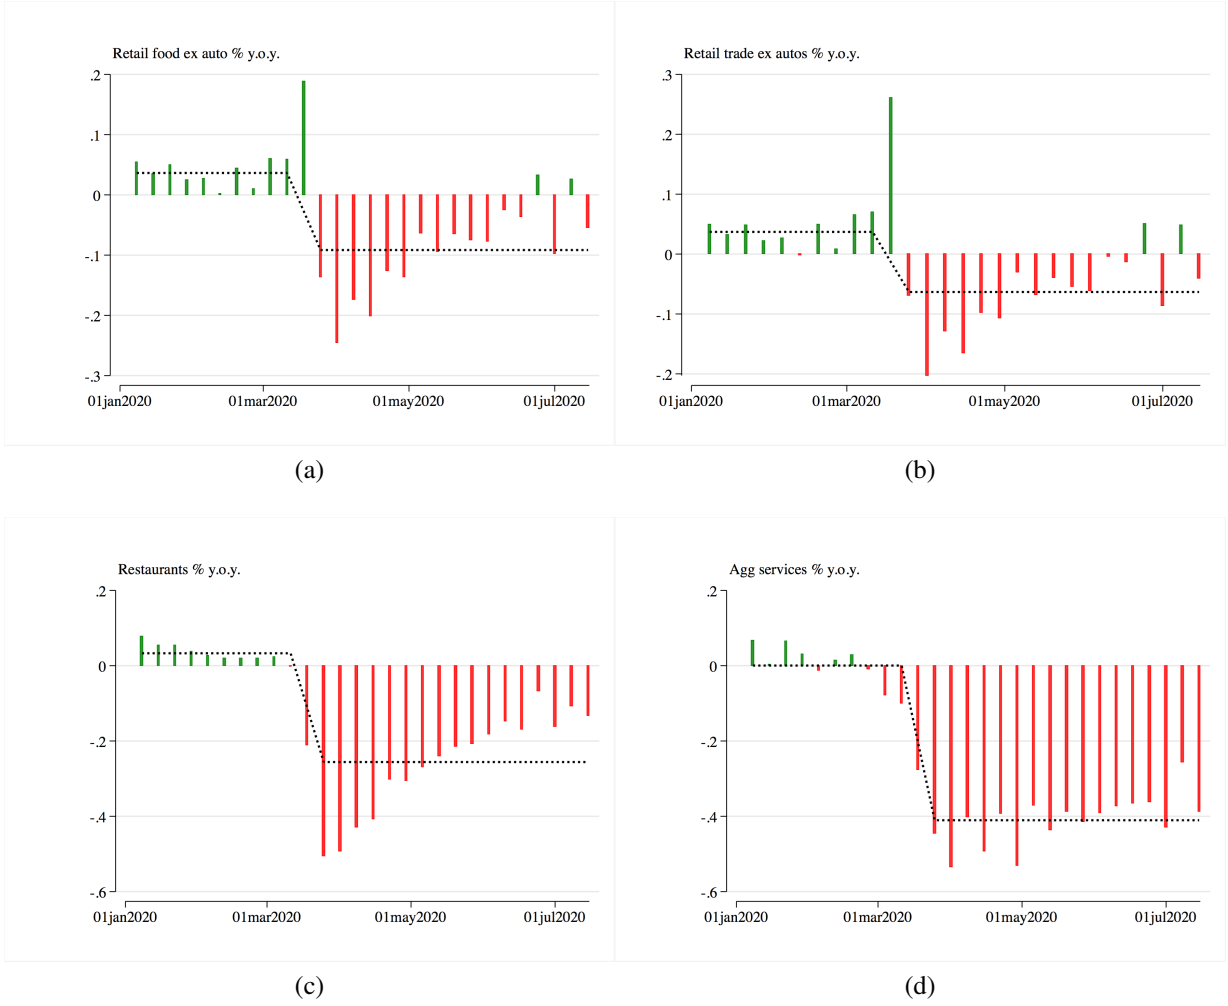 Retail food ex auto % y.o.y.
.2
.1
0
-.1
-.2
-.3
01jan2020 01mar2020 01may2020 01jul2020
(a)
Retail trade ex autos % y.o.y.
.3
.2
.1
0
-.1
-.2
01jan2020 01mar2020 01may2020 01jul2020
(b)
Restaurants % y.o.y.
.2
0
-.2
-.4
-.6
01jan2020 01mar2020 01may2020 01jul2020
(c)
Agg services % y.o.y.
.2
0
-.2
-.4
-.6
01jan2020 01mar2020 01may2020 01jul2020
(d)